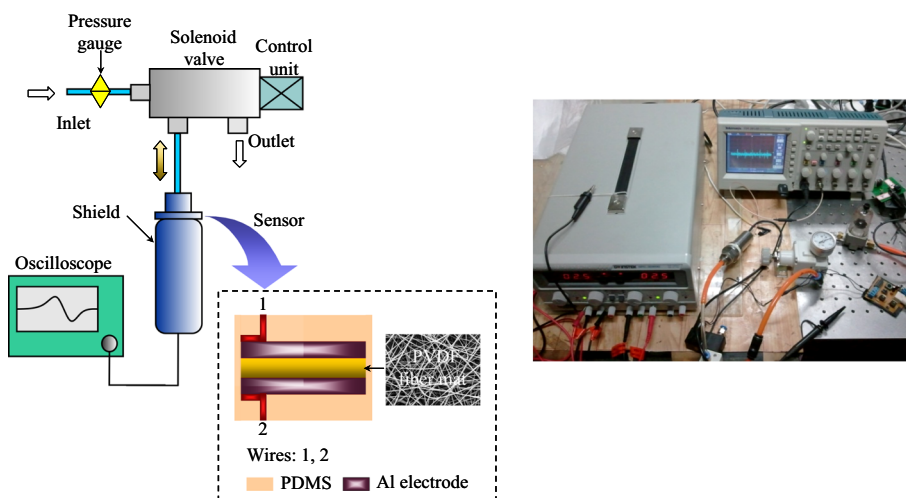 Pressure
gauge
Solenoid
valve
Control
unit
Inlet
Outlet
Shield
Sensor
Oscilloscope
1
PVDF
fiber mat
2
Wires: 1, 2
PDMS
Al electrode